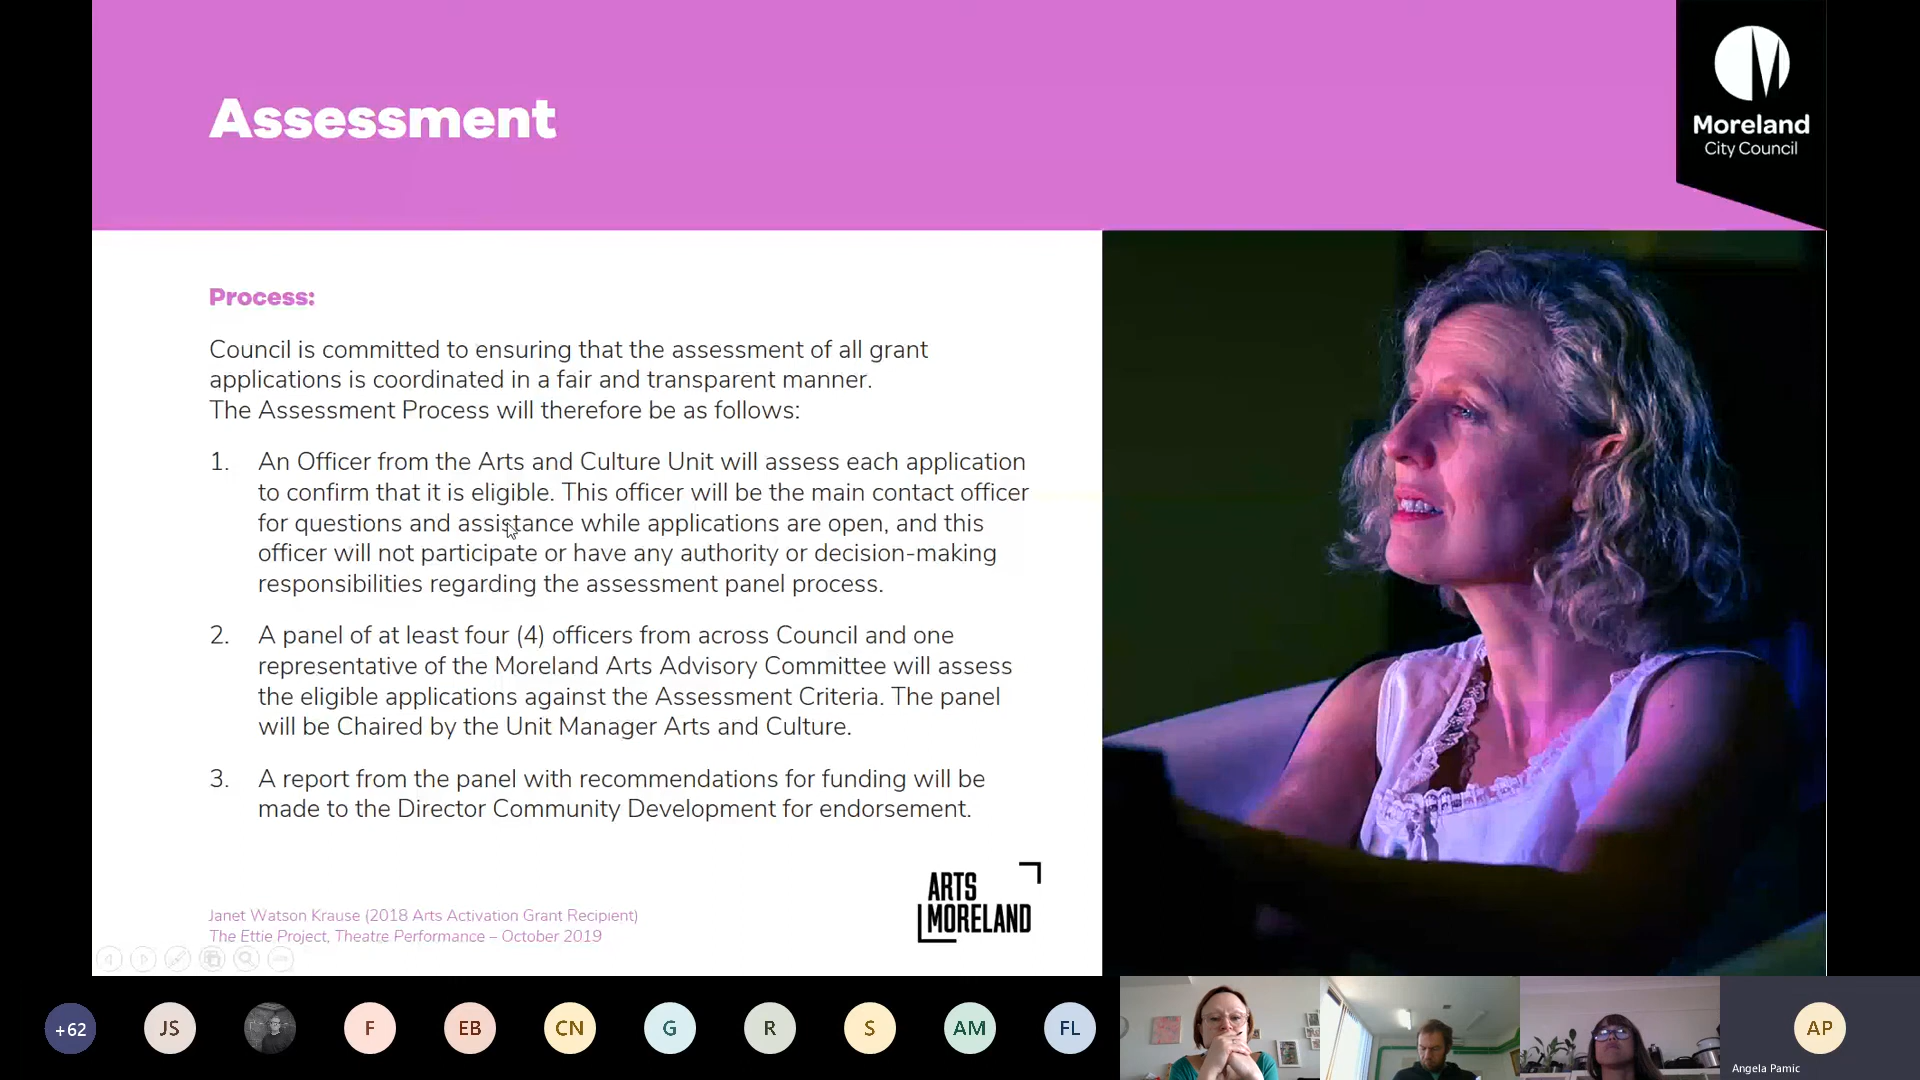 Assessment
Moreland
City Council
Process:
Council is committed to ensuring that the assessment of all grant
applications is coordinated in a fair and transparent manner.
The Assessment Process will therefore be as follows:
1. An Officer from the Arts and Culture Unit will assess each application
to confirm that it is eligible. This officer will be the main contact officer
for questions and assistance while applications are open, and this
officer will not participate or have any authority or decision-making
responsibilities regarding the assessment panel process.
2. A panel of at least four (4) officers from across Council and one
representative of the Moreland Arts Advisory Committee will assess
the eligible applications against the Assessment Criteria. The panel
will be Chaired by the Unit Manager Arts and Culture.
3. A report from the panel with recommendations for funding will be
made to the Director Community Development for endorsement.
ARTS
MORELAND
Janet Watson Krause (2018 Arts Activation Grant Recipient)
The Ettie Project, Theatre Performance – October 2019
+62
JS
F
EB
CN
G
R
S
AM
FL
AP
Angela Pamic